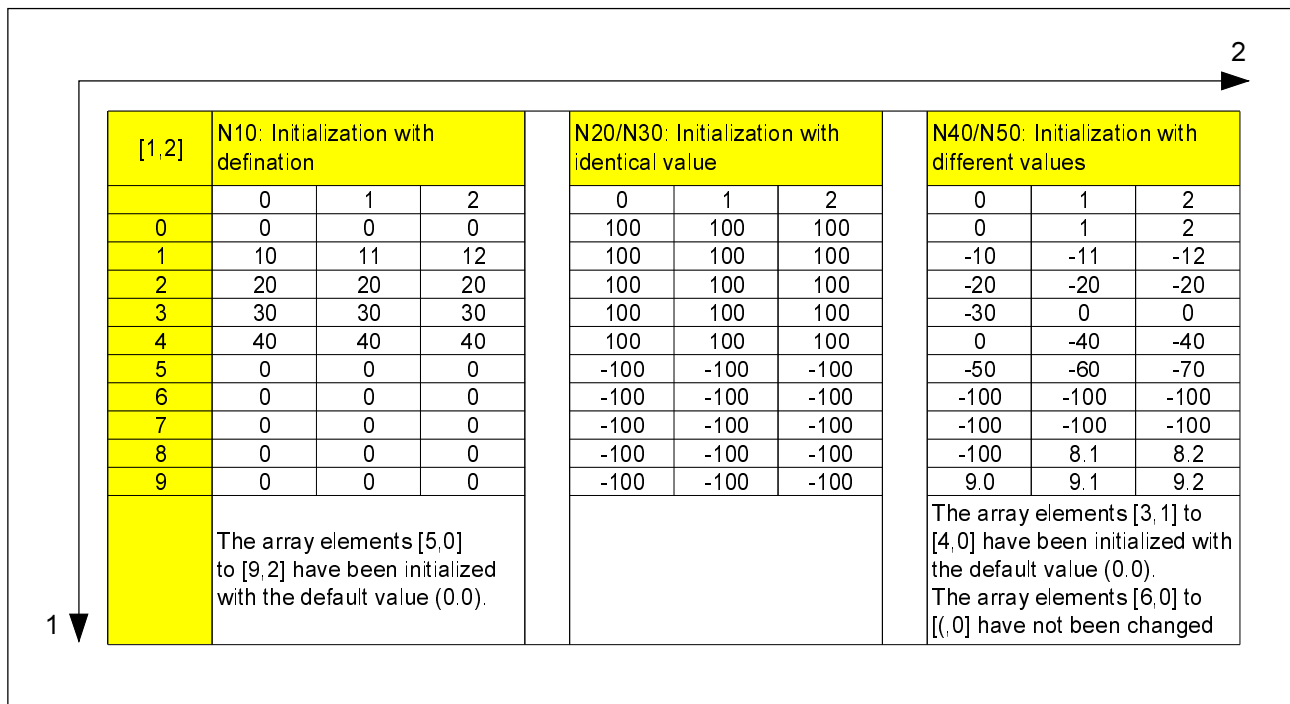 2
[1,2] N10: Initialization with defination N20/N30: Initialization with identical value N40/N50: Initialization with different values
0 1 2 0 1 2 0 1 2
0 0 0 0 100 100 100 0 1 2
1 10 11 12 100 100 100 -10 -11 -12
2 20 20 20 100 100 100 -20 -20 -20
3 30 30 30 100 100 100 -30 0 0
4 40 40 40 100 100 100 0 -40 -40
5 0 0 0 -100 -100 -100 -50 -60 -70
6 0 0 0 -100 -100 -100 -100 -100 -100
7 0 0 0 -100 -100 -100 -100 -100 -100
8 0 0 0 -100 -100 -100 -100 8.1 8.2
9 0 0 0 -100 -100 -100 9.0 9.1 9.2
The array elements [5,0]
to [9,2] have been initialized
with the default value (0.0).
The array elements [3,1] to
[4,0] have been initialized with
the default value (0.0).
The array elements [6,0] to
[(,0] have not been changed
1